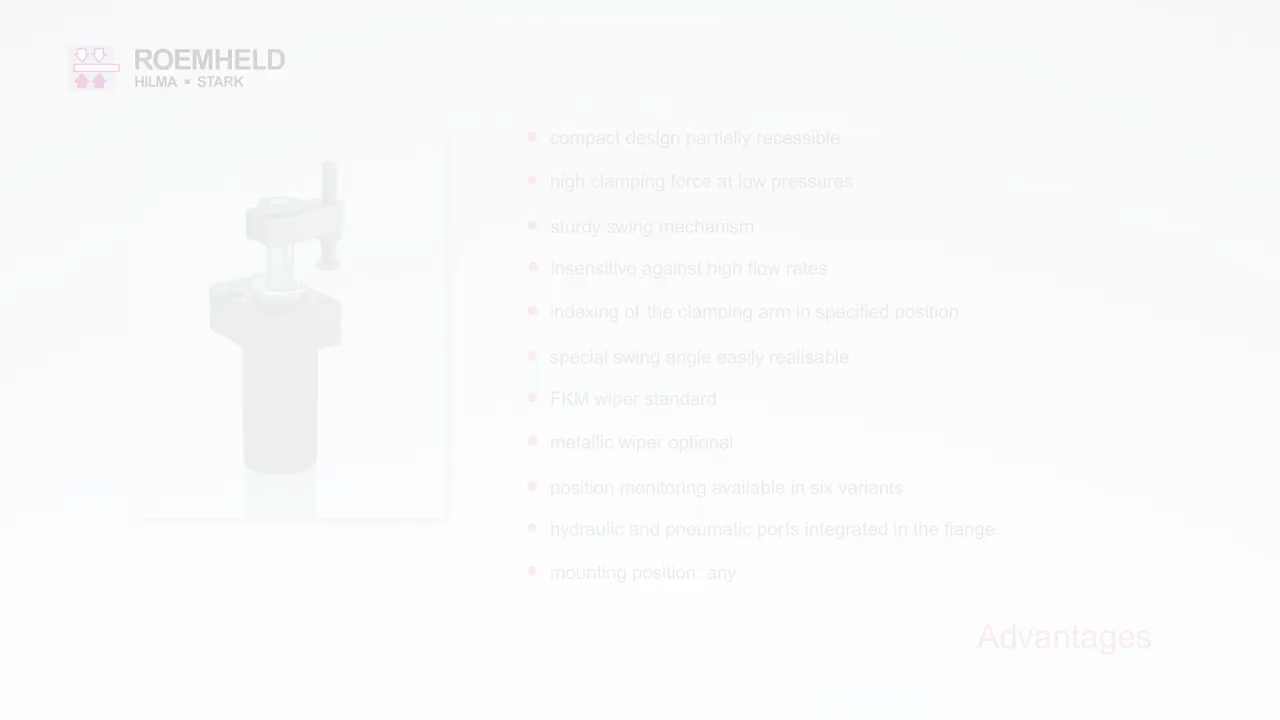 ROEMHELD
HILMA ▪ STARK
compact design partially recessible
high clamping force at low pressures
sturdy swing mechanism
insensitive against high flow rates
indexing of the clamping arm in specified position
special swing angle easily realisable
FKM wiper standard
metallic wiper optional
position monitoring available in six variants
hydraulic and pneumatic ports integrated in the flange
mounting position: any
Advantages